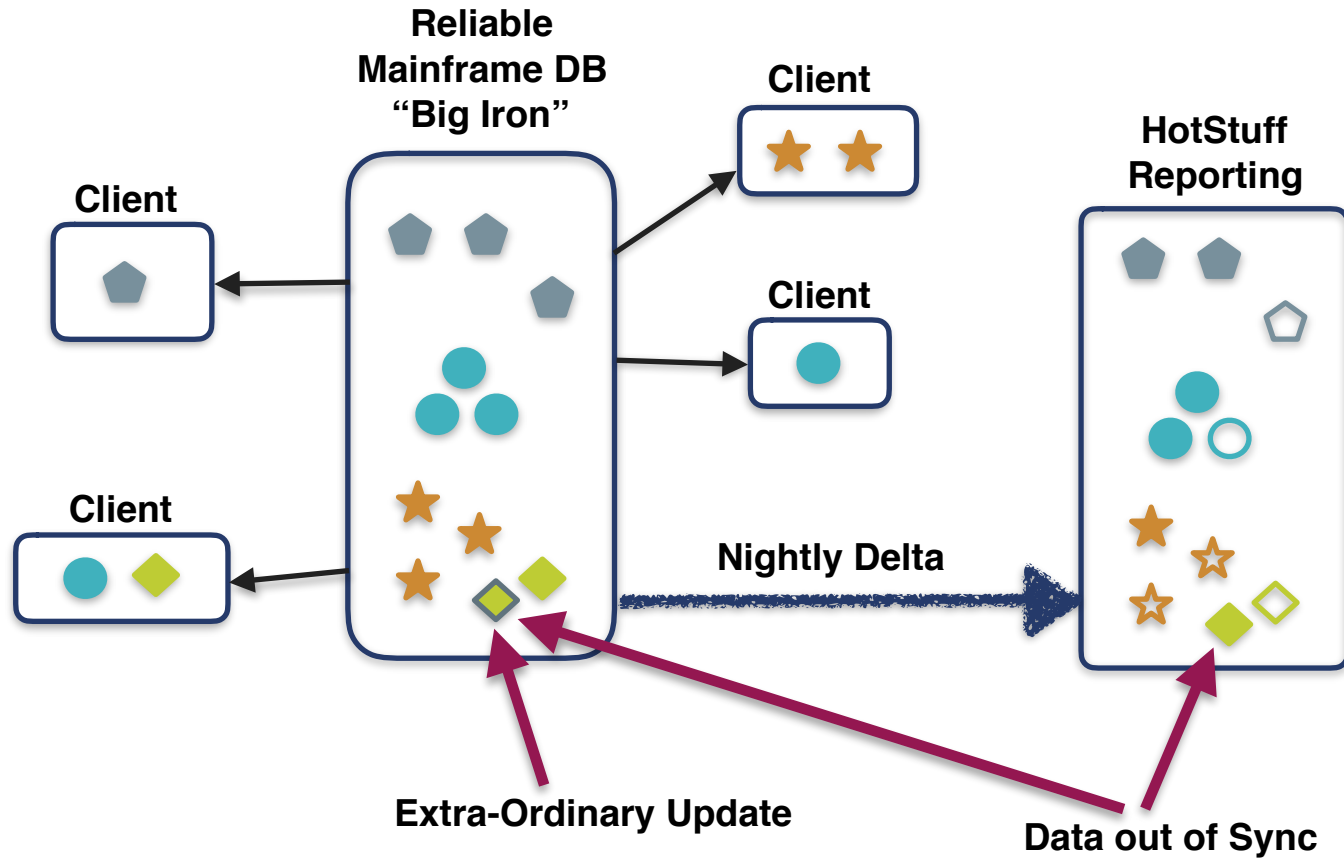 Reliable
Mainframe DB
“Big Iron”
Client
HotStuff
Reporting
Client
Client
Client
Nightly Delta
Extra-Ordinary Update
Data out of Sync